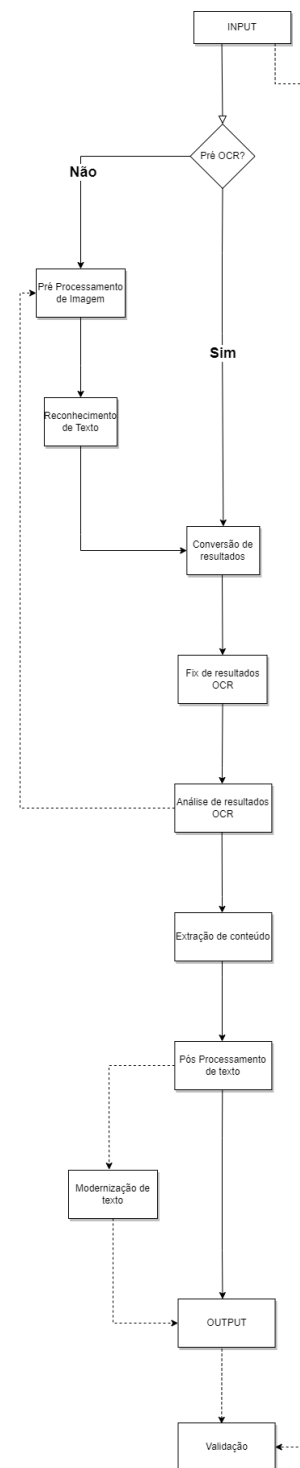 INPUT
Pré OCR?
Não
Pré Processamento
de Imagem
Sim
Reconhecimento
de Texto
Conversão de
resultados
Fix de resultados
OCR
Análise de resultados
OCR
Extração de conteúdo
Pós Processamento
de texto
Modernização de
texto
OUTPUT
Validação